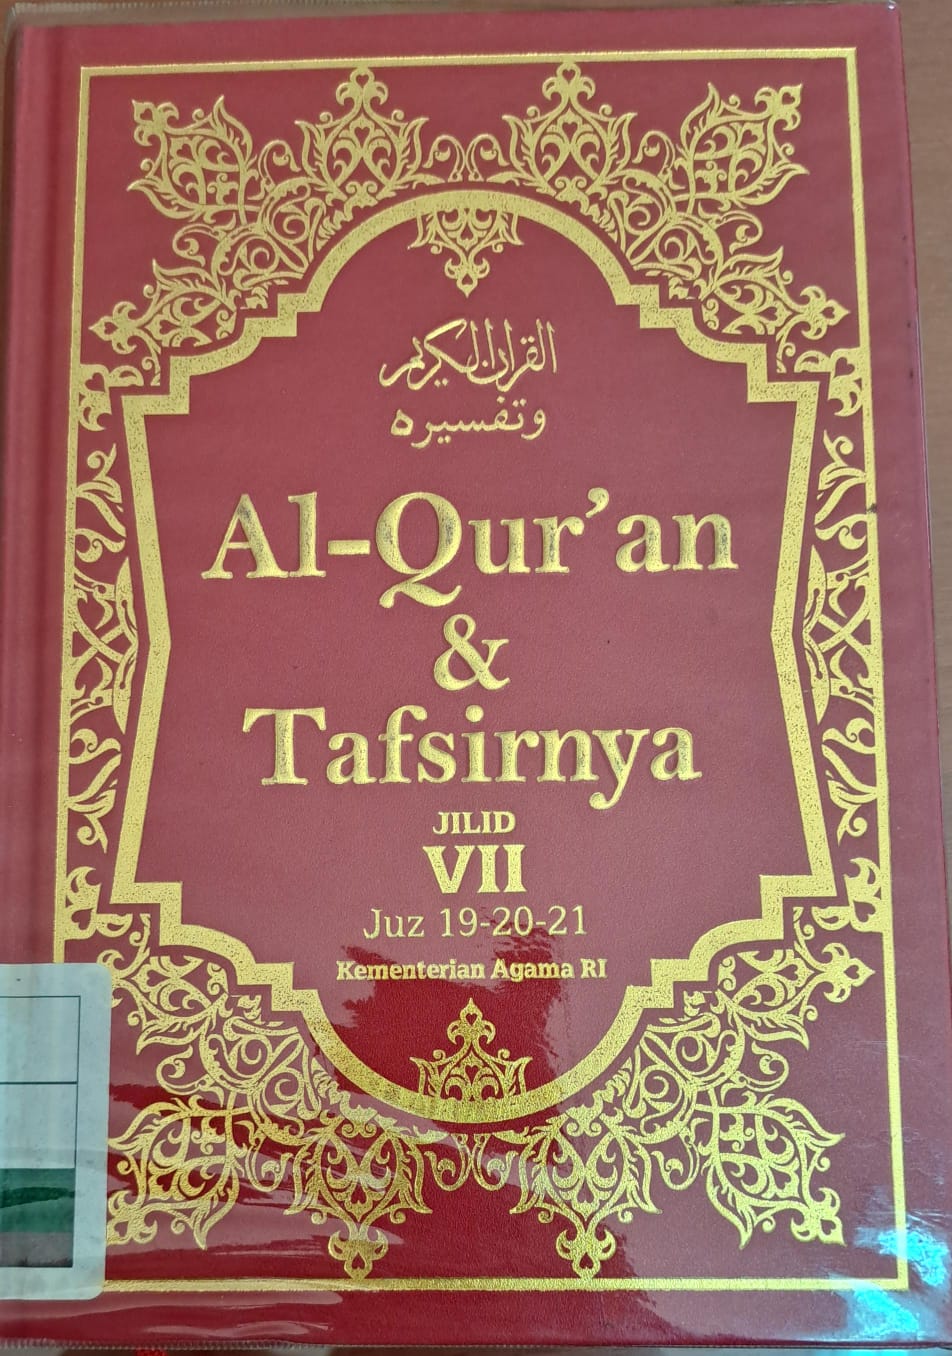 القرآن الكريم
وتفسيره
Al-Qur’an
&
Tafsirnya
JILID
VII
Juz 19-20-21
Kementerian Agama RI